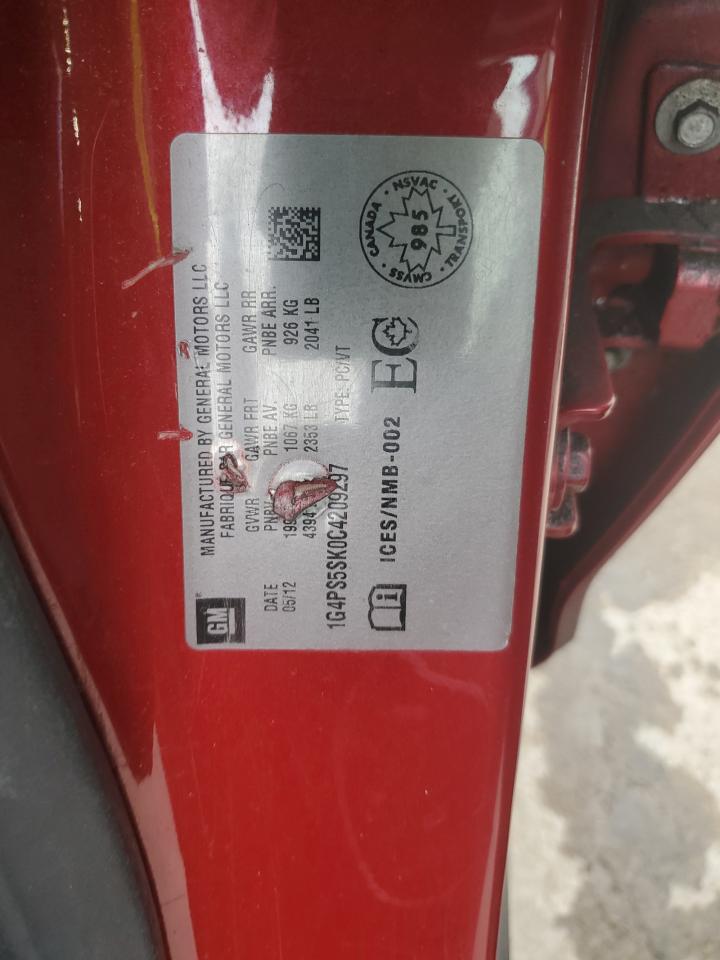 GM
MANUFACTURED BY GENERAL MOTORS LLC
FABRIQUÉ PAR GENERAL MOTORS LLC
DATE GVWR GAWR FRT GAWR RR
PNBE AV. PNBE ARR.
05/12 1067 KG 926 KG
4394 2353 LB 2041 LB
1G4PS5SK0C4209297 TYPE: PC/VT
i ICES/NMB-002 EC
CANADA · NSVAC · TRANSPORT · CMVSS ·
985